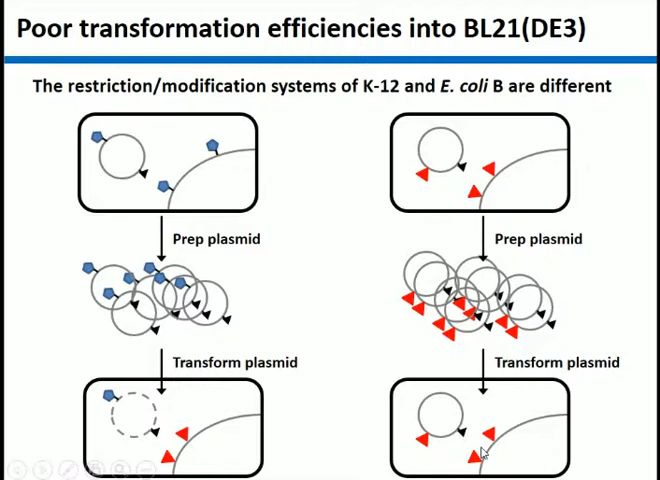 Poor transformation efficiencies into BL21(DE3)
The restriction/modification systems of K-12 and E. coli B are different
Prep plasmid
Prep plasmid
Transform plasmid
Transform plasmid